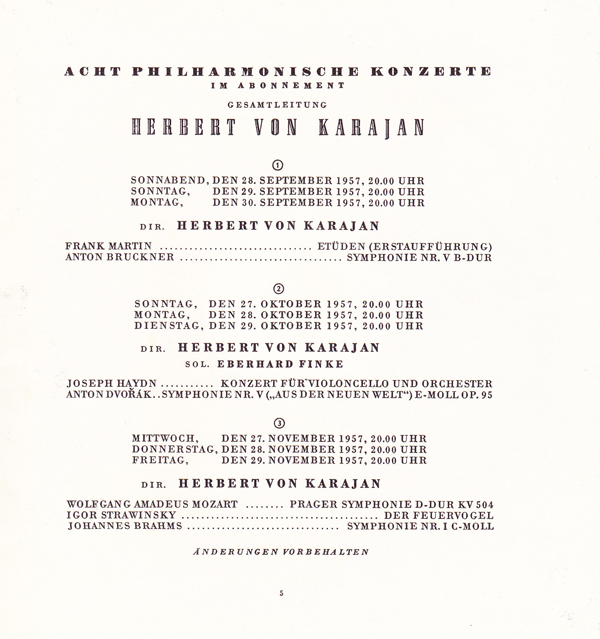 ACHT PHILHARMONISCHE KONZERTE
IM ABONNEMENT
GESAMTLEITUNG
HERBERT VON KARAJAN
1
SONNABEND, DEN 28. SEPTEMBER 1957, 20.00 UHR
SONNTAG, DEN 29. SEPTEMBER 1957, 20.00 UHR
MONTAG, DEN 30. SEPTEMBER 1957, 20.00 UHR
DIR. HERBERT VON KARAJAN
FRANK MARTIN .............................. ETÜDEN (ERSTAUFFÜHRUNG)
ANTON BRUCKNER ................................ SYMPHONIE NR. V B-DUR
2
SONNTAG, DEN 27. OKTOBER 1957, 20.00 UHR
MONTAG, DEN 28. OKTOBER 1957, 20.00 UHR
DIENSTAG, DEN 29. OKTOBER 1957, 20.00 UHR
DIR. HERBERT VON KARAJAN
SOL. EBERHARD FINKE
JOSEPH HAYDN .......... KONZERT FÜR VIOLONCELLO UND ORCHESTER
ANTON DVOŘÁK..SYMPHONIE NR. V („AUS DER NEUEN WELT“) E-MOLL OP. 95
3
MITTWOCH, DEN 27. NOVEMBER 1957, 20.00 UHR
DONNERSTAG, DEN 28. NOVEMBER 1957, 20.00 UHR
FREITAG, DEN 29. NOVEMBER 1957, 20.00 UHR
DIR. HERBERT VON KARAJAN
WOLFGANG AMADEUS MOZART ........ PRAGER SYMPHONIE D-DUR KV 504
IGOR STRAWINSKY ....................................... DER FEUERVOGEL
JOHANNES BRAHMS .............................. SYMPHONIE NR. I C-MOLL
ÄNDERUNGEN VORBEHALTEN
5